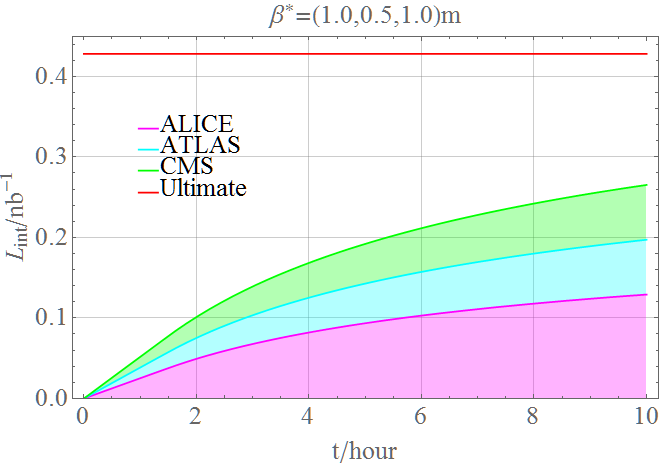 β*=(1.0,0.5,1.0)m
0.4
0.3
0.2
0.1
0.0
L_int/nb⁻¹
ALICE
ATLAS
CMS
Ultimate
0 2 4 6 8 10
t/hour